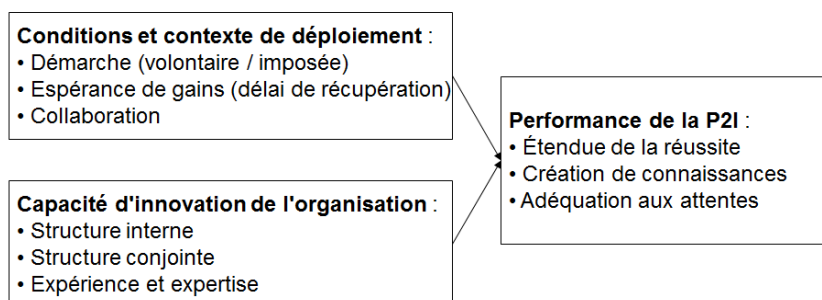 Conditions et contexte de déploiement :
• Démarche (volontaire / imposée)
• Espérance de gains (délai de récupération)
• Collaboration
Capacité d'innovation de l'organisation :
• Structure interne
• Structure conjointe
• Expérience et expertise
Performance de la P2I :
• Étendue de la réussite
• Création de connaissances
• Adéquation aux attentes